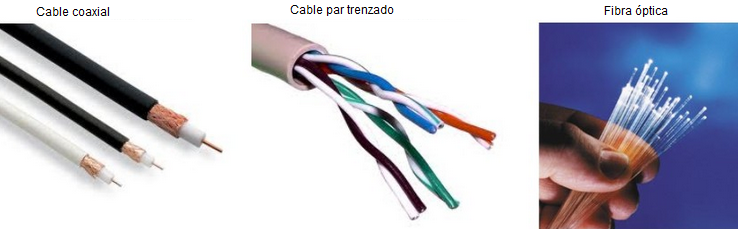 Cable coaxial
Cable par trenzado
Fibra óptica